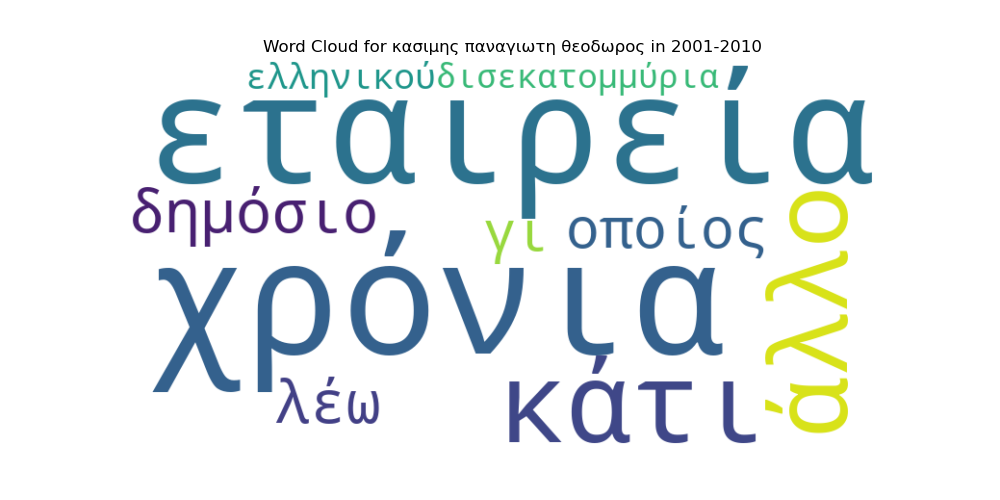 Word Cloud for κασιμης παναγιωτη θεοδωρος in 2001-2010
ελληνικού δισεκατομμύρια
εταιρεία
δημόσιο γι οποίος
άλλο
χρόνια
λέω κάτι